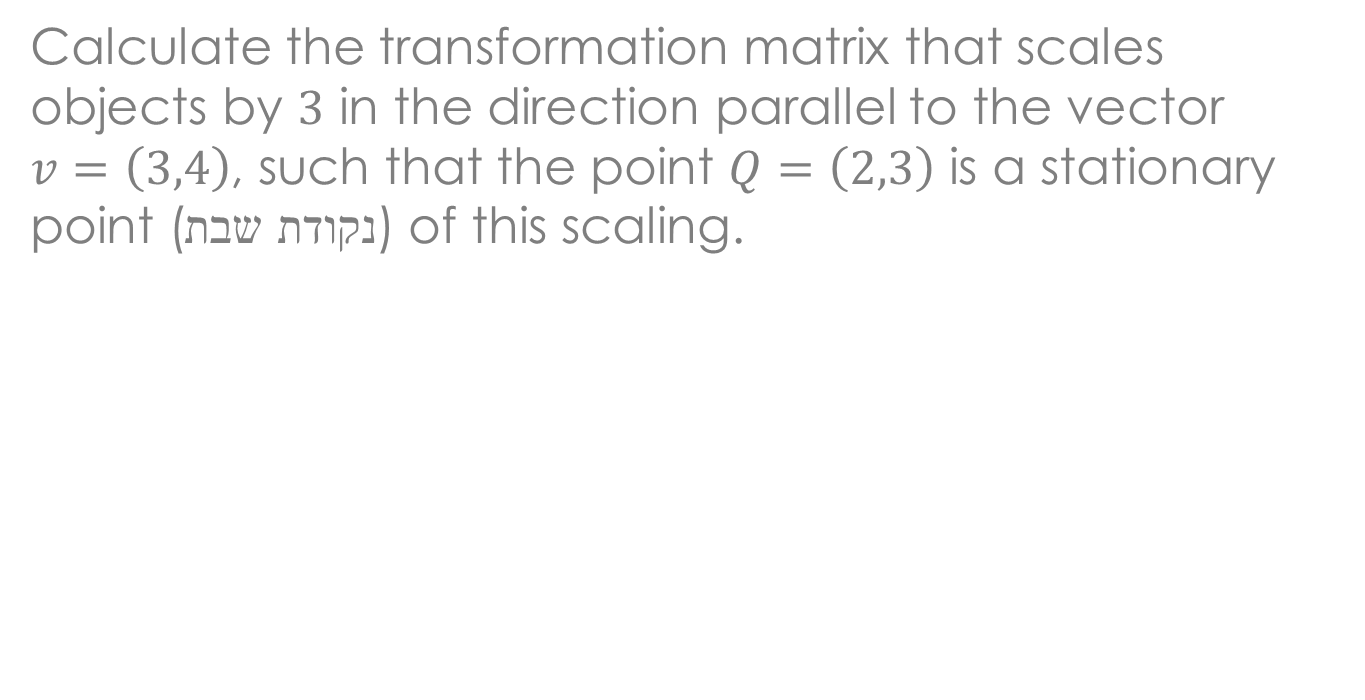 Calculate the transformation matrix that scales
objects by 3 in the direction parallel to the vector
𝑣 = (3,4), such that the point 𝑄 = (2,3) is a stationary
point (נקודת שבת) of this scaling.